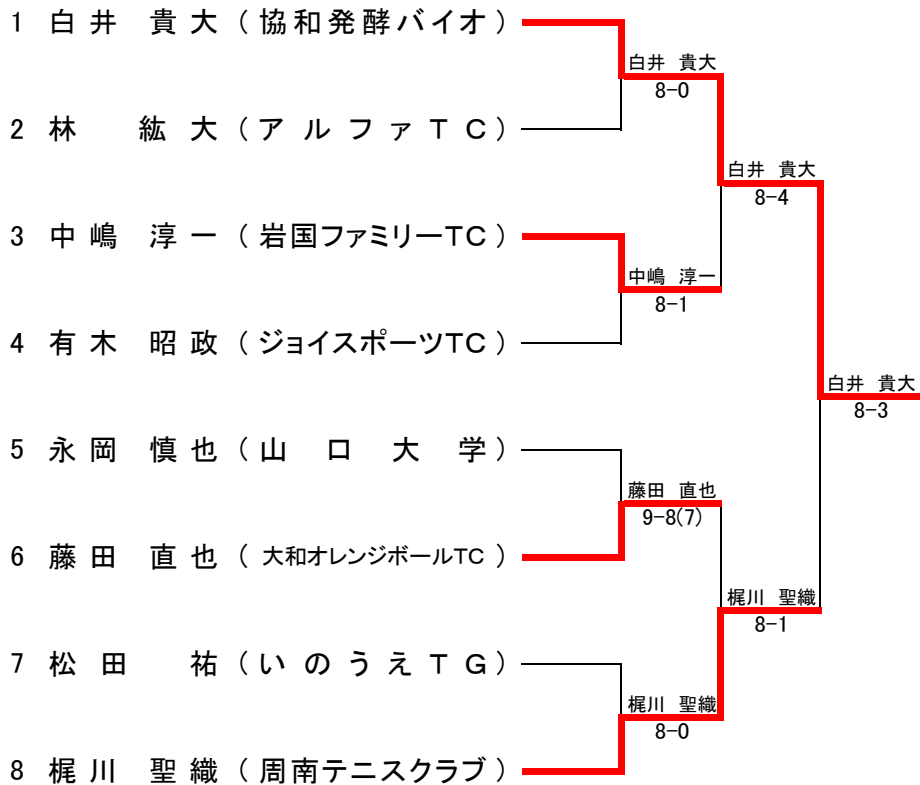 1 白井 貴大（協和発酵バイオ）
白井 貴大
8-0
2 林 紘大（アルファTC）
白井 貴大
8-4
3 中嶋 淳一（岩国ファミリーTC）
中嶋 淳一
8-1
4 有木 昭政（ジョイスポーツTC）
白井 貴大
8-3
5 永岡 慎也（山口大学）
藤田 直也
9-8(7)
6 藤田 直也（大和オレンジボールTC）
梶川 聖織
8-1
7 松田 祐（いのうえTG）
梶川 聖織
8-0
8 梶川 聖織（周南テニスクラブ）